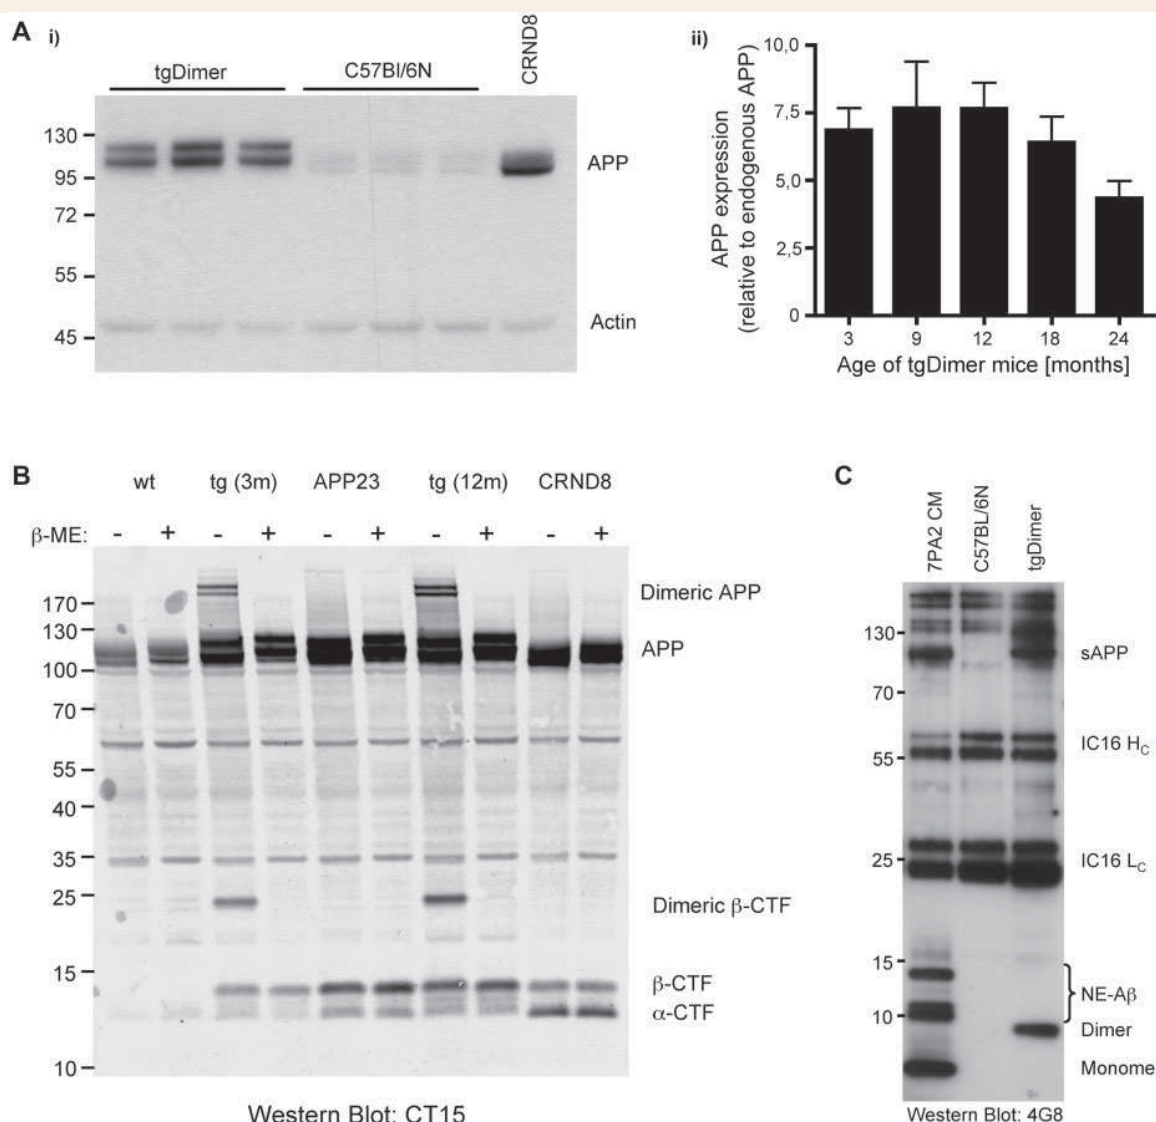 A
i)
tgDimer
C57Bl/6N
CRND8
130
95
72
55
45
APP
Actin
ii)
APP expression
(relative to endogenous APP)
10,0
7,5
5,0
2,5
0
3 9 12 18 24
Age of tgDimer mice [months]
B
wt tg (3m) APP23 tg (12m) CRND8
β-ME: - + - + - + - + - +
170
130
100
70
55
40
35
25
15
10
Dimeric APP
APP
Dimeric β-CTF
β-CTF
α-CTF
Western Blot: CT15
C
7PA2 CM
C57BL/6N
tgDimer
130
70
55
25
15
10
sAPP
IC16 HC
IC16 LC
NE-Aβ
Dimer
Monome
Western Blot: 4G8